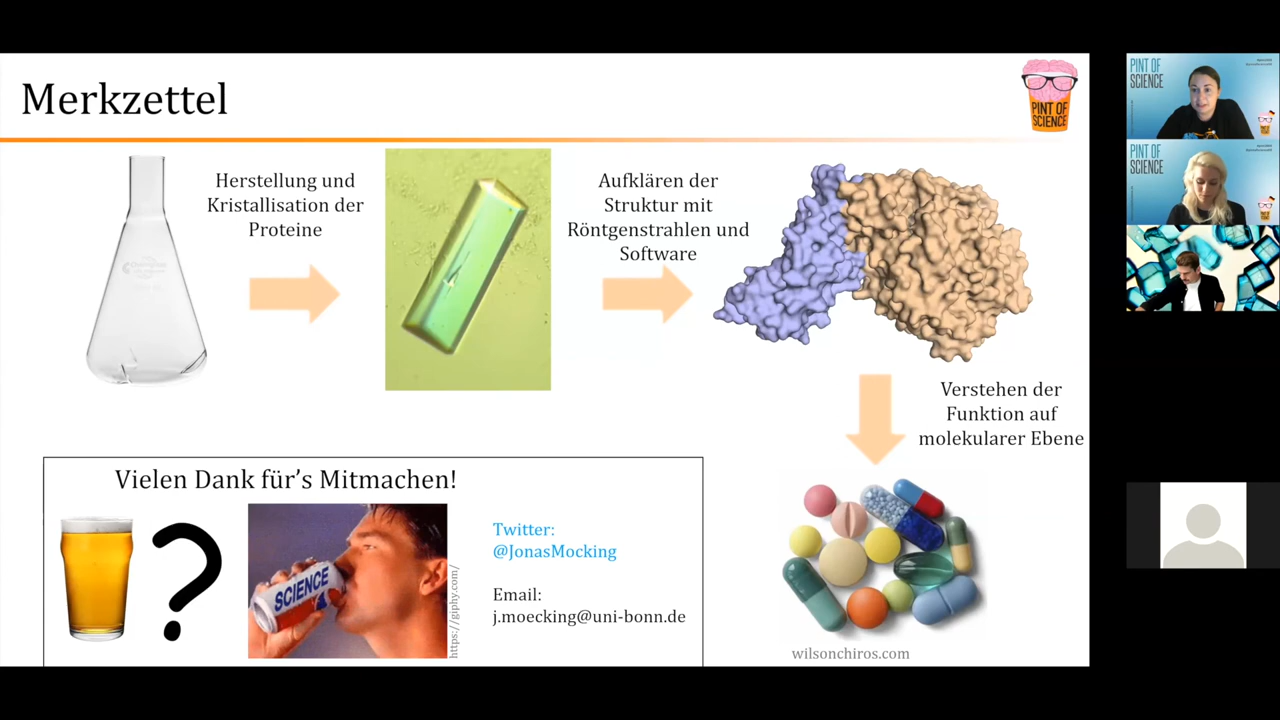 Merkzettel
PINT OF
SCIENCE
Herstellung und
Kristallisation der
Proteine
Aufklären der
Struktur mit
Röntgenstrahlen und
Software
Verstehen der
Funktion auf
molekularer Ebene
Vielen Dank für's Mitmachen!
SCIENCE
https://giphy.com/
Twitter:
@JonasMocking
Email:
j.moecking@uni-bonn.de
wilsonchiros.com
PINT OF
SCIENCE
PINT OF
SCIENCE